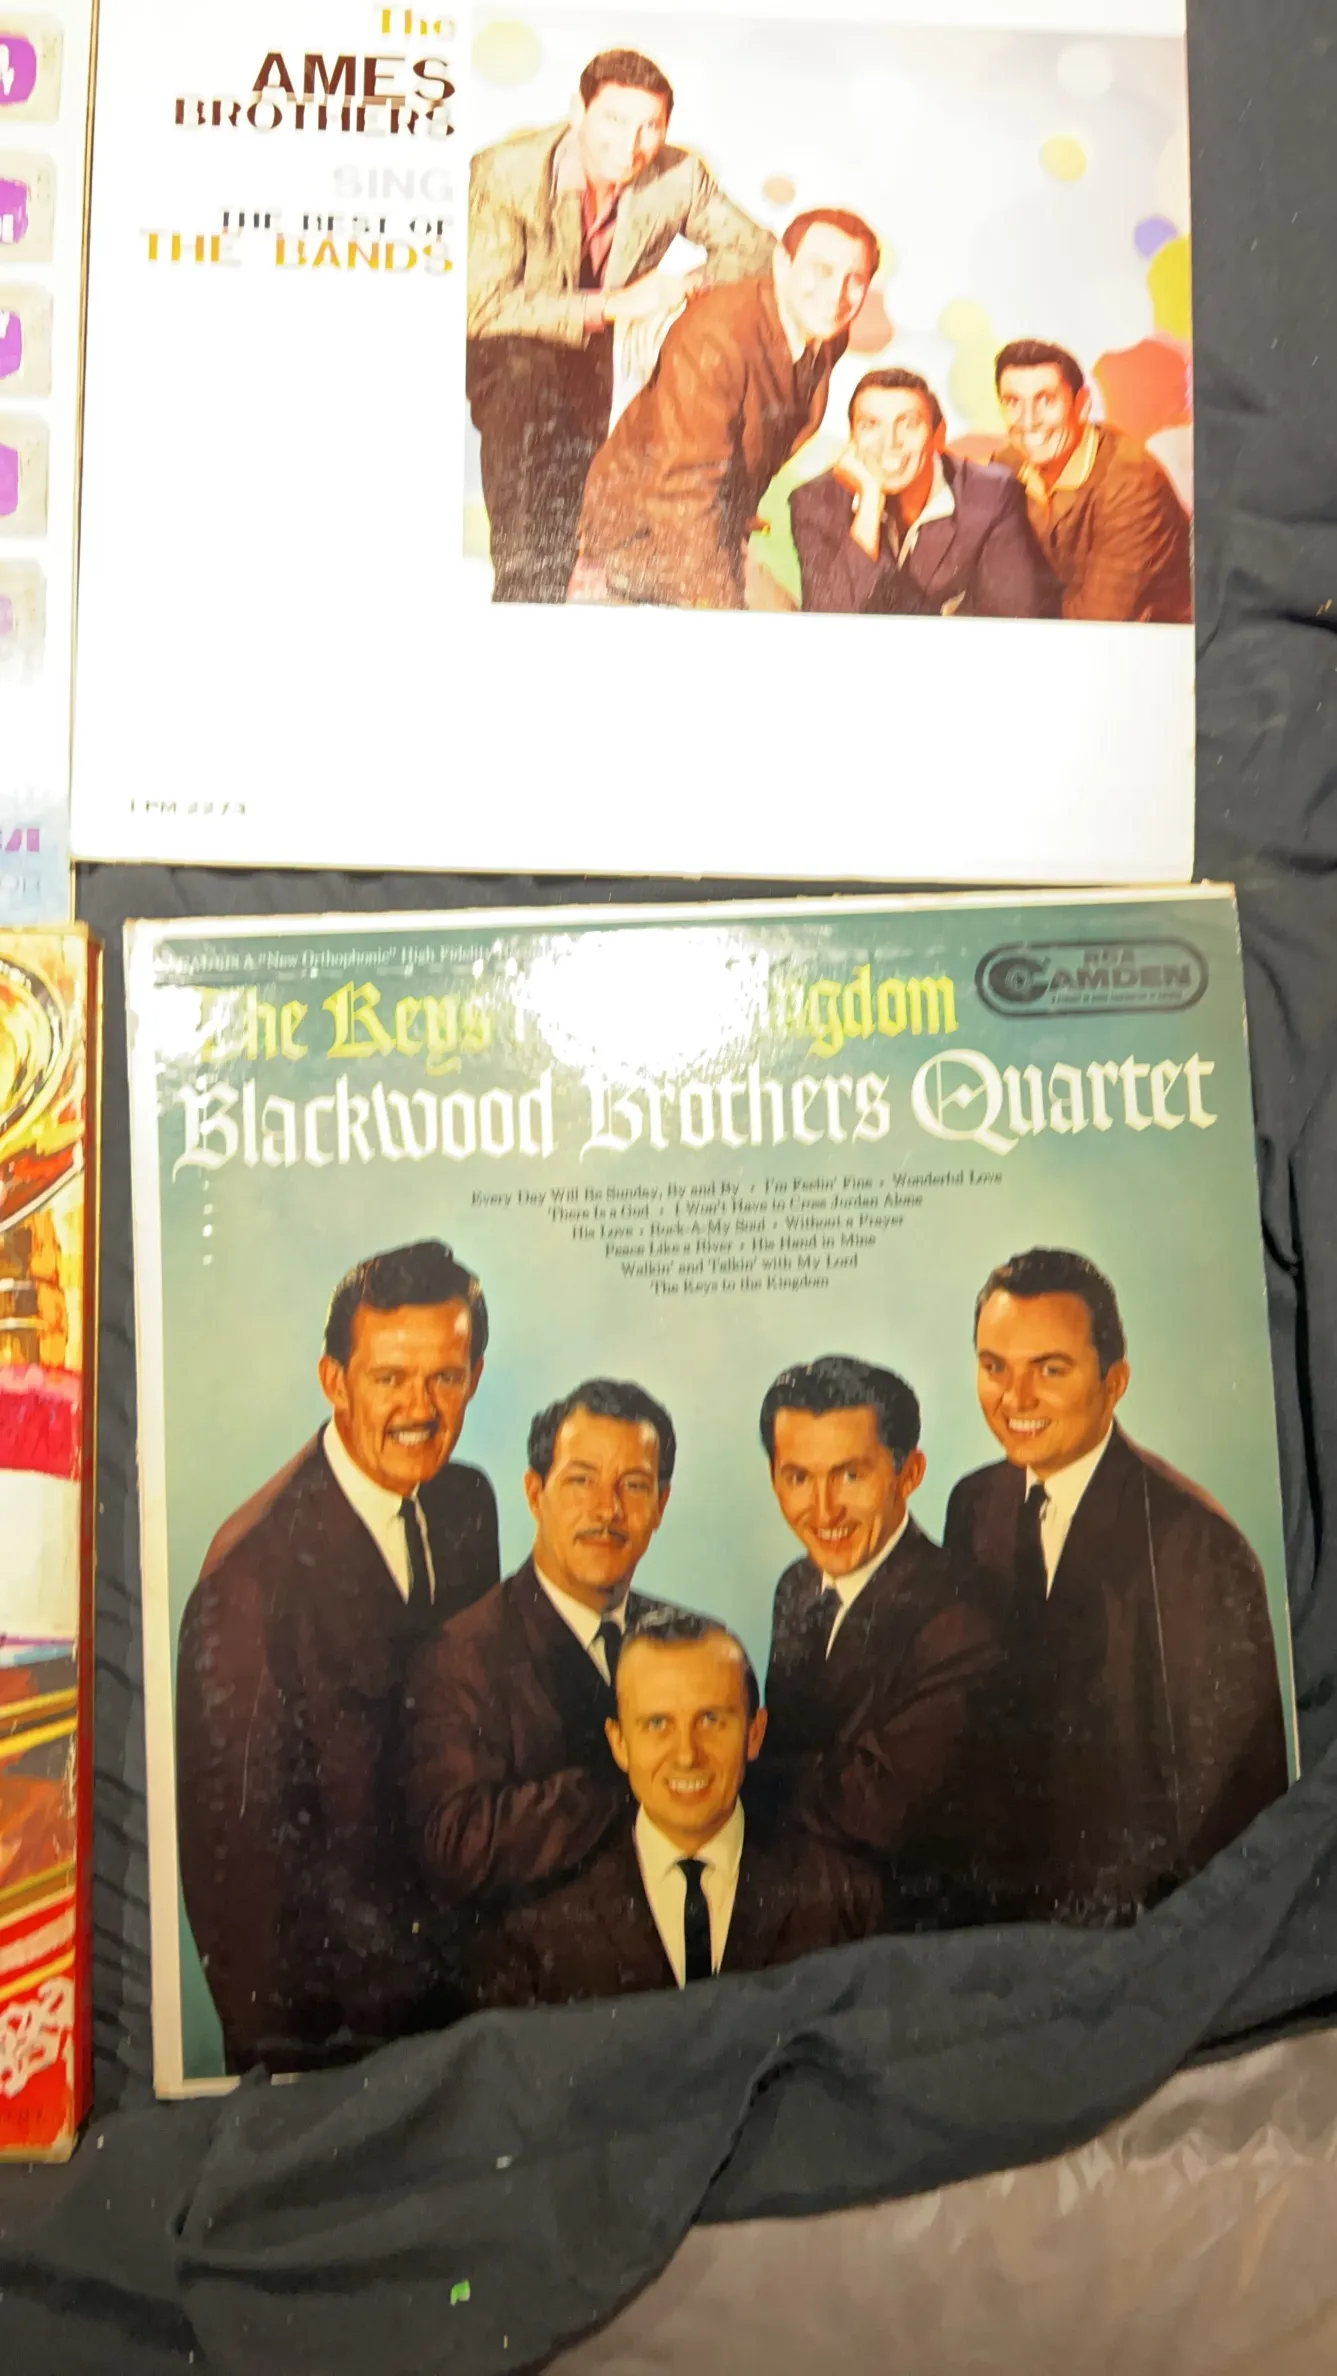 The
AMES
BROTHERS
SING
THE BEST OF
THE BANDS
LPM 2273
A "New Orthophonic" High Fidelity
The Keys Kingdom
RCA
CAMDEN
Blackwood Brothers Quartet
Every Day Will Be Sunday, By and By • I'm Feelin' Fine • Wonderful Love
There Is a God • I Won't Have to Cross Jordan Alone
His Love • Rock-A-My Soul • Without a Prayer
Peace Like a River • His Hand in Mine
Walkin' and Talkin' with My Lord
The Keys to the Kingdom